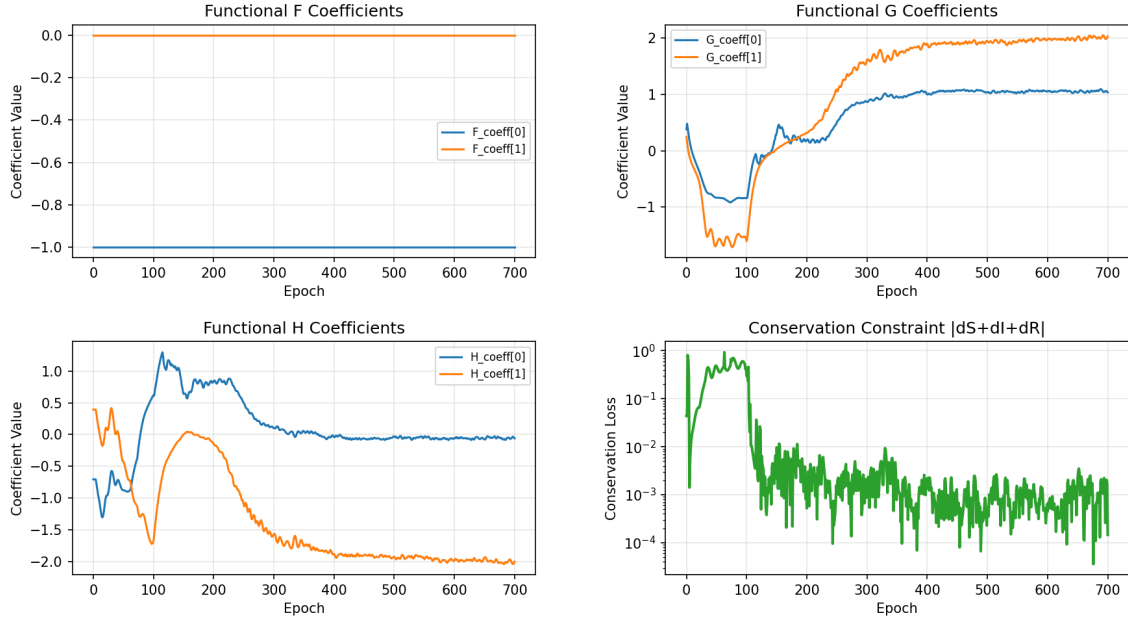 Functional F Coefficients
0.0
−0.2
−0.4
−0.6
−0.8
−1.0
Coefficient Value
F_coeff[0]
F_coeff[1]
0 100 200 300 400 500 600 700
Epoch
Functional G Coefficients
2
1
0
−1
Coefficient Value
G_coeff[0]
G_coeff[1]
0 100 200 300 400 500 600 700
Epoch
Functional H Coefficients
1.0
0.5
0.0
−0.5
−1.0
−1.5
−2.0
Coefficient Value
H_coeff[0]
H_coeff[1]
0 100 200 300 400 500 600 700
Epoch
Conservation Constraint |dS+dI+dR|
10⁰
10⁻¹
10⁻²
10⁻³
10⁻⁴
Conservation Loss
0 100 200 300 400 500 600 700
Epoch